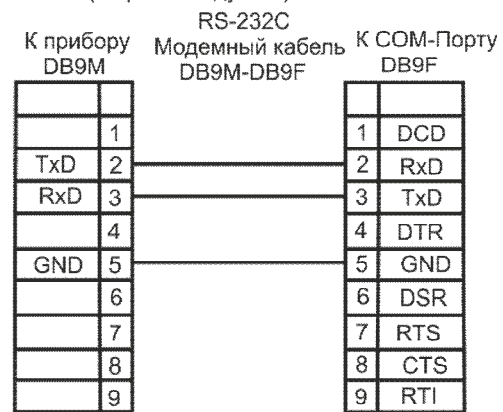 RS-232C
К прибору Модемный кабель К COM-Порту
DB9M DB9M-DB9F DB9F
1 1 DCD
TxD 2 2 RxD
RxD 3 3 TxD
4 4 DTR
GND 5 5 GND
6 6 DSR
7 7 RTS
8 8 CTS
9 9 RTI